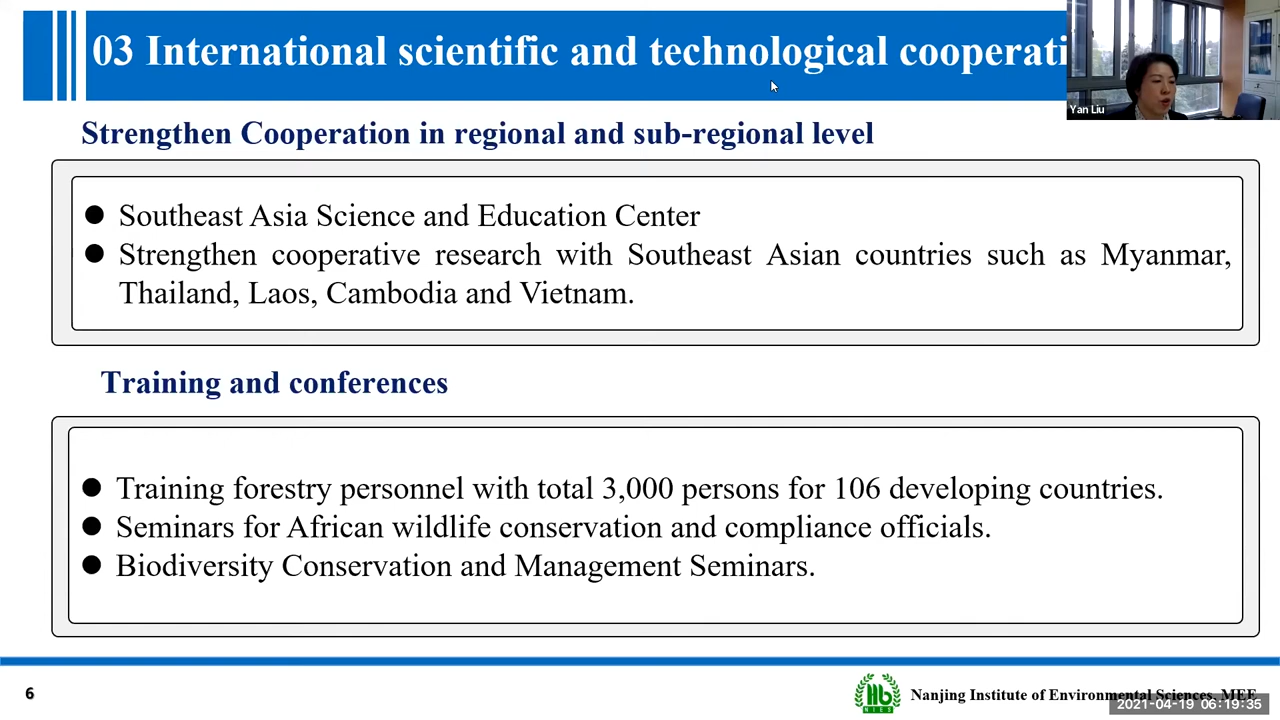 03 International scientific and technological cooperati
Yan Liu
Strengthen Cooperation in regional and sub-regional level
● Southeast Asia Science and Education Center
● Strengthen cooperative research with Southeast Asian countries such as Myanmar,
Thailand, Laos, Cambodia and Vietnam.
Training and conferences
● Training forestry personnel with total 3,000 persons for 106 developing countries.
● Seminars for African wildlife conservation and compliance officials.
● Biodiversity Conservation and Management Seminars.
6
NIES
Nanjing Institute of Environmental Sciences, MEE
2021-04-19 06:19:35